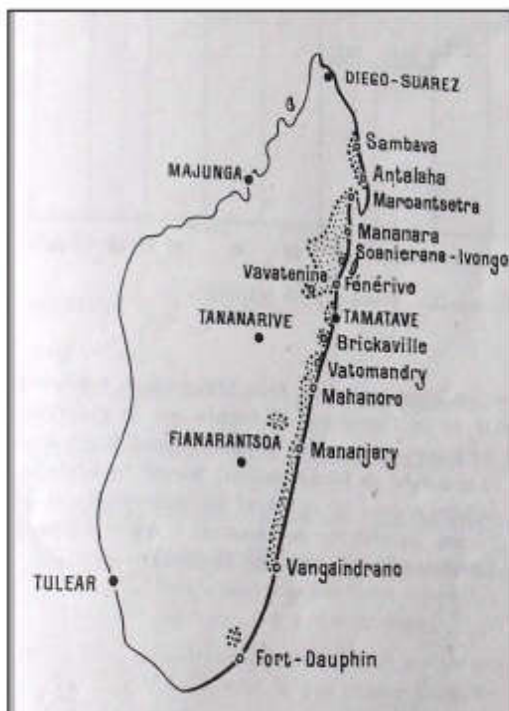 DIEGO-SUAREZ
Sambava
MAJUNGA
Antalaha
Maroantsetra
Mananara
Soanierana-Ivongo
Vavatenina
Fenérive
TANANARIVE
TAMATAVE
Brickaville
Vatomandry
Mahanoro
FIANARANTSOA
Mananjary
Vangaindrano
TULEAR
Fort-Dauphin